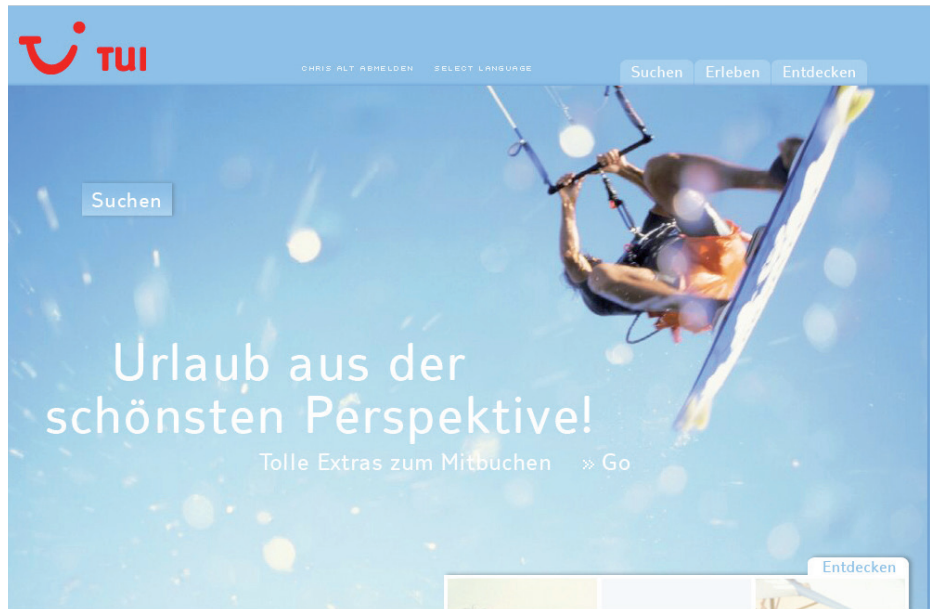 TUI
CHRIS ALT ABMELDEN SELECT LANGUAGE
Suchen Erleben Entdecken
Suchen
Urlaub aus der
schönsten Perspektive!
Tolle Extras zum Mitbuchen » Go
Entdecken